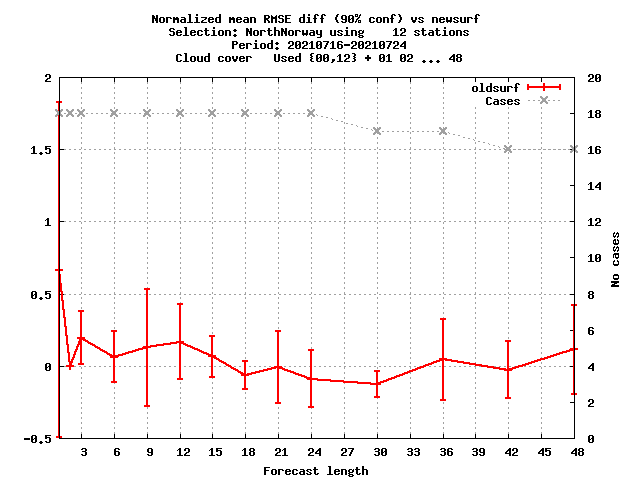 Normalized mean RMSE diff (90% conf) vs newsurf
Selection: NorthNorway using    12 stations
Period: 20210716-20210724
Cloud cover   Used {00,12} + 01 02 ... 48
oldsurf
Cases
2
1.5
1
0.5
0
-0.5
20
18
16
14
12
10
8
6
4
2
0
No cases
3 6 9 12 15 18 21 24 27 30 33 36 39 42 45 48
Forecast length